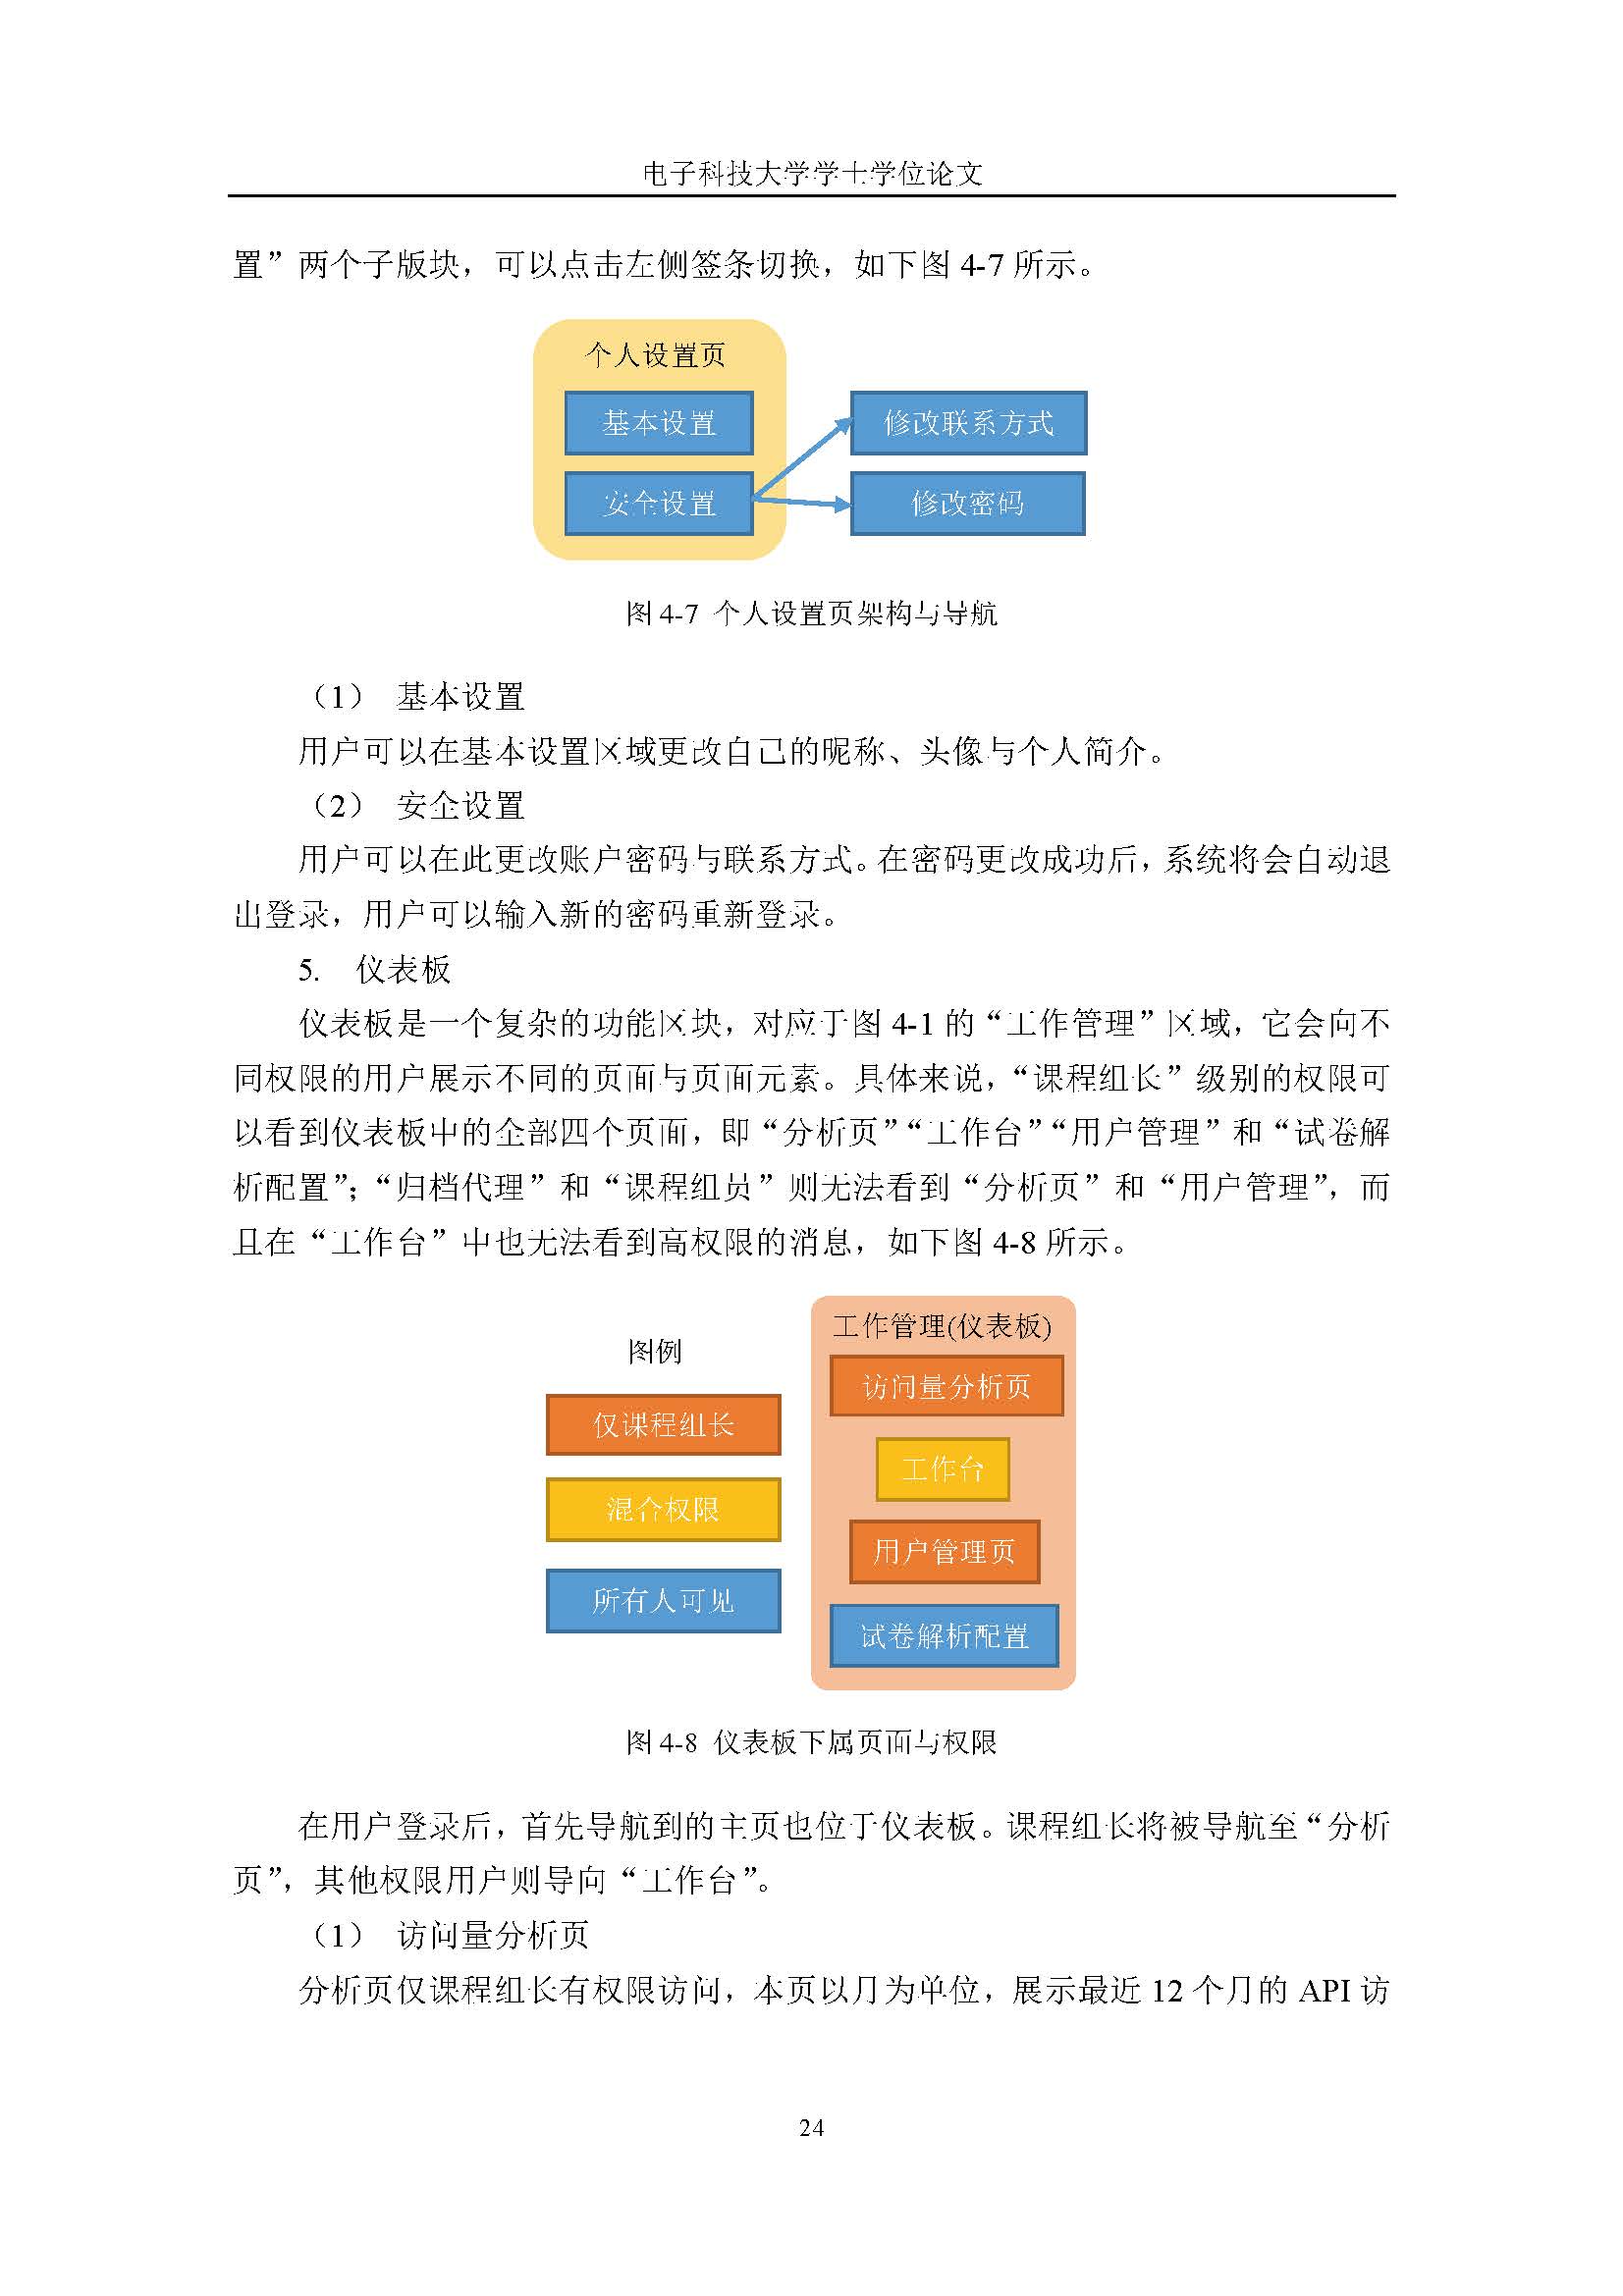 电子科技大学学士学位论文
置”两个子版块，可以点击左侧签条切换，如下图 4-7 所示。
个人设置页
基本设置
修改联系方式
安全设置
修改密码
图 4-7 个人设置页架构与导航
（1） 基本设置
用户可以在基本设置区域更改自己的昵称、头像与个人简介。
（2） 安全设置
用户可以在此更改账户密码与联系方式。在密码更改成功后，系统将会自动退
出登录，用户可以输入新的密码重新登录。
5. 仪表板
仪表板是一个复杂的功能区块，对应于图 4-1 的“工作管理”区域，它会向不
同权限的用户展示不同的页面与页面元素。具体来说，“课程组长”级别的权限可
以看到仪表板中的全部四个页面，即“分析页”“工作台”“用户管理”和“试卷解
析配置”；“归档代理”和“课程组员”则无法看到“分析页”和“用户管理”，而
且在“工作台”中也无法看到高权限的消息，如下图 4-8 所示。
图例
仅课程组长
混合权限
所有人可见
工作管理(仪表板)
访问量分析页
工作台
用户管理页
试卷解析配置
图 4-8 仪表板下属页面与权限
在用户登录后，首先导航到的主页也位于仪表板。课程组长将被导航至“分析
页”，其他权限用户则导向“工作台”。
（1） 访问量分析页
分析页仅课程组长有权限访问，本页以月为单位，展示最近 12 个月的 API 访
24